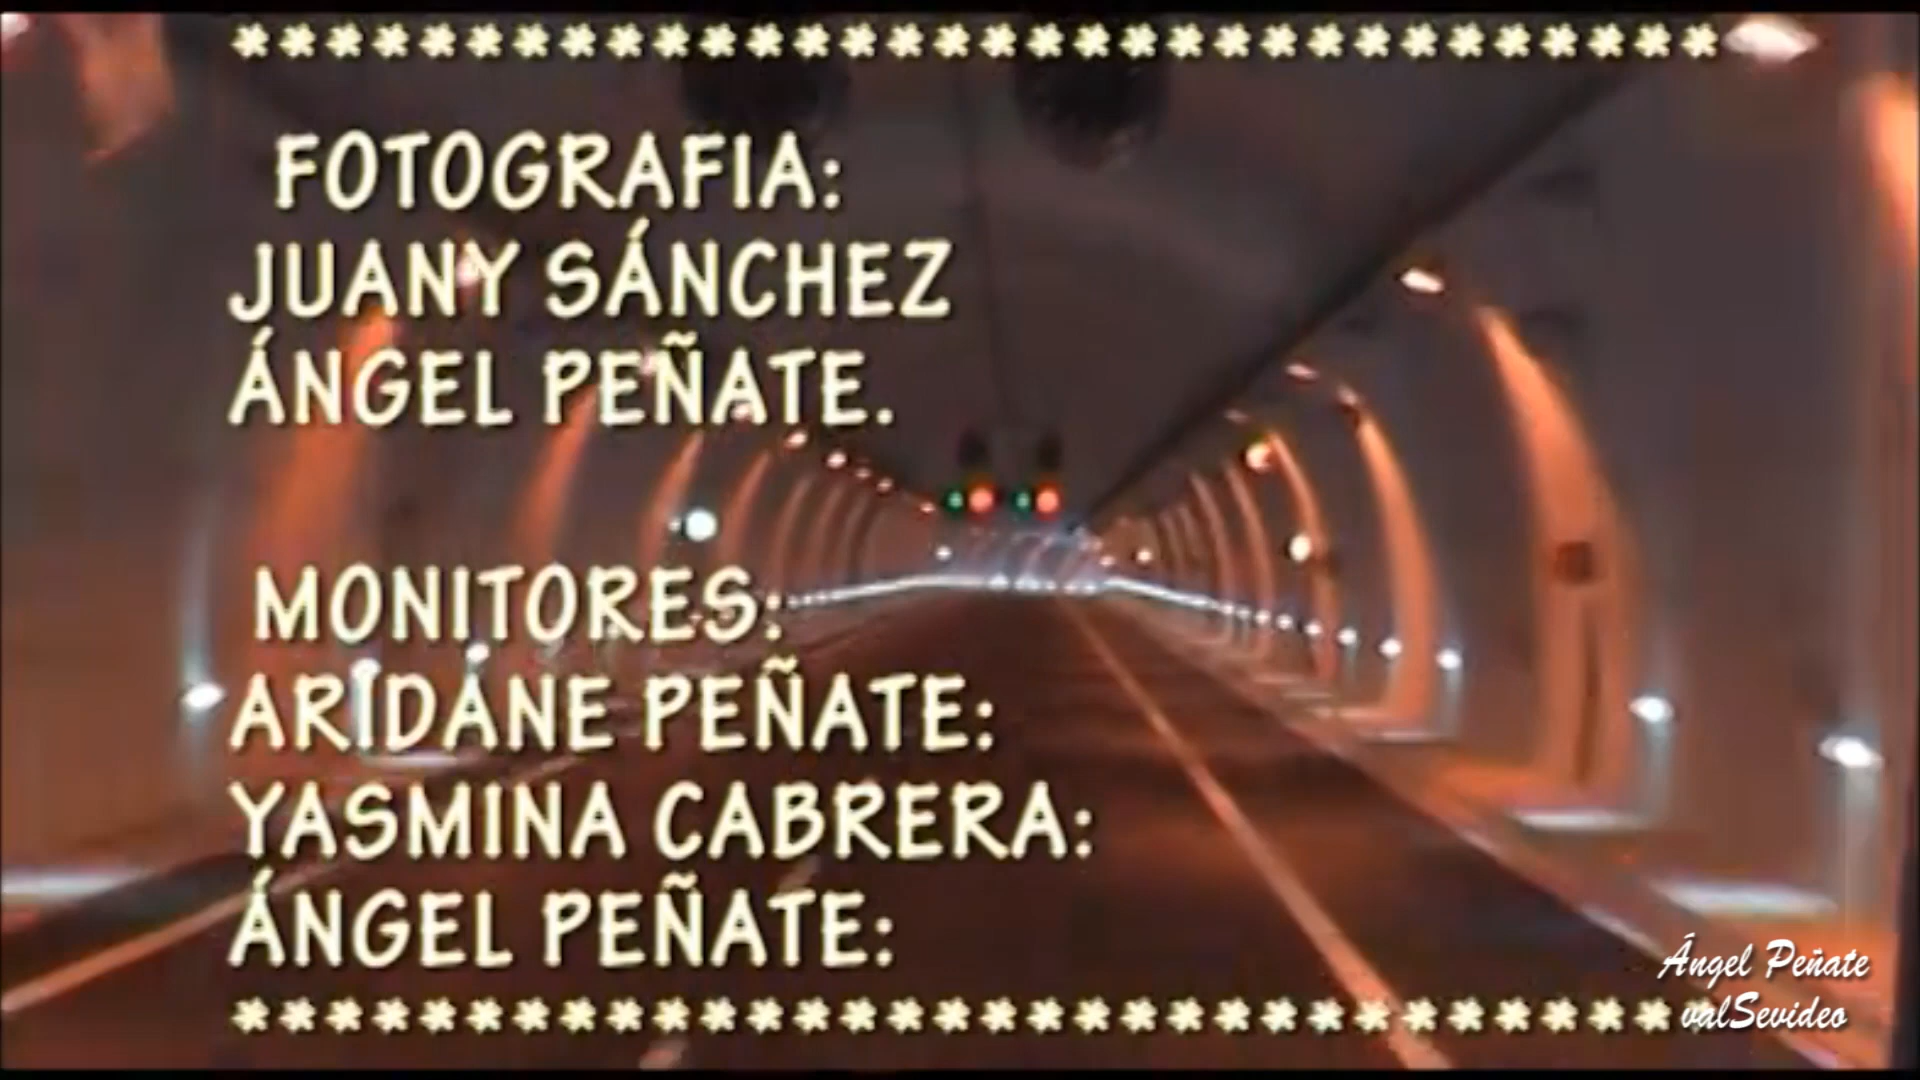 ***********************************
FOTOGRAFIA:
JUANY SÁNCHEZ
ÁNGEL PEÑATE.
MONITORES:
ARIDANE PEÑATE:
YASMINA CABRERA:
ÁNGEL PEÑATE:
***********************************
Ángel Peñate
valSevideo